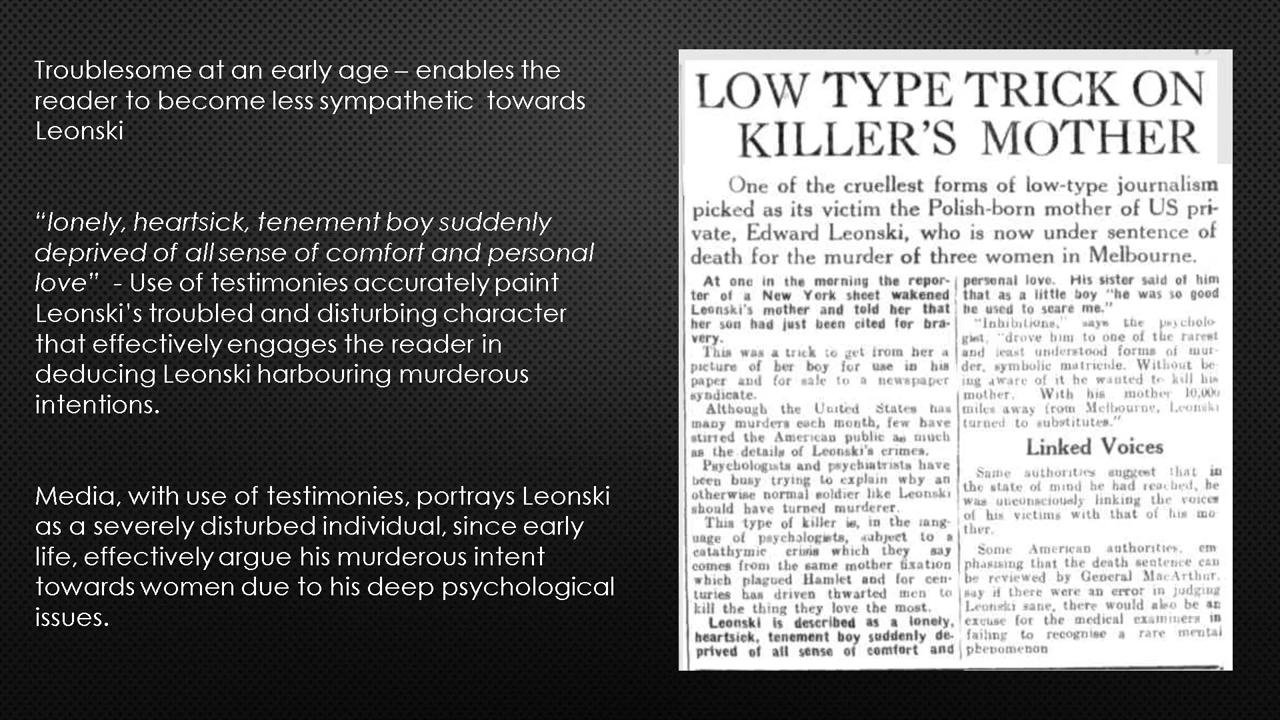 Troublesome at an early age – enables the
reader to become less sympathetic towards
Leonski
“lonely, heartsick, tenement boy suddenly
deprived of all sense of comfort and personal
love” - Use of testimonies accurately paint
Leonski's troubled and disturbing character
that effectively engages the reader in
deducing Leonski harbouring murderous
intentions.
Media, with use of testimonies, portrays Leonski
as a severely disturbed individual, since early
life, effectively argue his murderous intent
towards women due to his deep psychological
issues.
LOW TYPE TRICK ON
KILLER'S MOTHER
One of the cruellest forms of low-type journalism
picked as its victim the Polish-born mother of US pri-
vate, Edward Leonski, who is now under sentence of
death for the murder of three women in Melbourne.
At one in the morning the repor-
ter of a New York sheet wakened
Leonski's mother and told her that
her son had just been cited for bra-
very.
This was a trick to get from her a
picture of her boy for use in his
paper and for sale to a newspaper
syndicate.
Although the United States has
many murders each month, few have
stirred the American public as much
as the details of Leonski's crimes.
Psychologists and psychiatrists have
been busy trying to explain why an
otherwise normal soldier like Leonski
should have turned murderer.
This type of killer is, in the lang-
uage of psychologists, subject to a
catathymic crisis which they say
comes from the same mother fixation
which plagued Hamlet and for cen-
turies has driven thwarted men to
kill the thing they love the most.
Leonski is described as a lonely,
heartsick, tenement boy suddenly de-
prived of all sense of comfort and
personal love. His sister said of him
that as a little boy "he was so good
he used to scare me."
"Inhibitions," says the psycholo-
gist, "drove him to one of the rarest
and least understood forms of mur-
der, symbolic matricide. Without be-
ing aware of it he wanted to kill his
mother. With his mother 10,000
miles away from Melbourne, Leonski
turned to substitutes."
Linked Voices
Some authorities suggest that in
the state of mind he had reached, he
was unconsciously linking the voices
of his victims with that of his mo-
ther.
Some American authorities, em
phasising that the death sentence can
be reviewed by General MacArthur,
say if there were an error in judging
Leonski sane, there would also be an
excuse for the medical examiners in
failing to recognise a rare mental
phenomenon